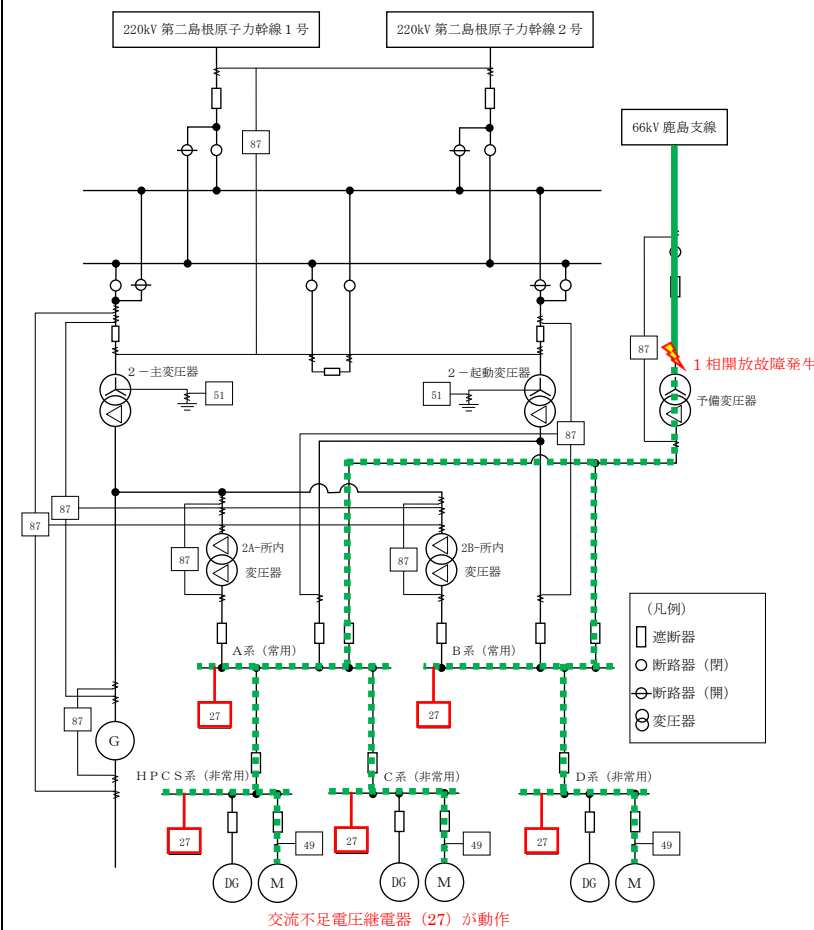 220kV 第二島根原子力幹線1号
220kV 第二島根原子力幹線2号
66kV 鹿島支線
87
87
1相開放故障発生
2-主変圧器
51
2-起動変圧器
51
予備変圧器
87
87
87
87
2A-所内
変圧器
87
2B-所内
変圧器
(凡例)
遮断器
断路器(閉)
断路器(開)
変圧器
A系(常用)
B系(常用)
27
27
87
G
HPCS系(非常用)
C系(非常用)
D系(非常用)
27
49
27
49
27
49
DG
M
DG
M
DG
M
交流不足電圧継電器(27)が動作